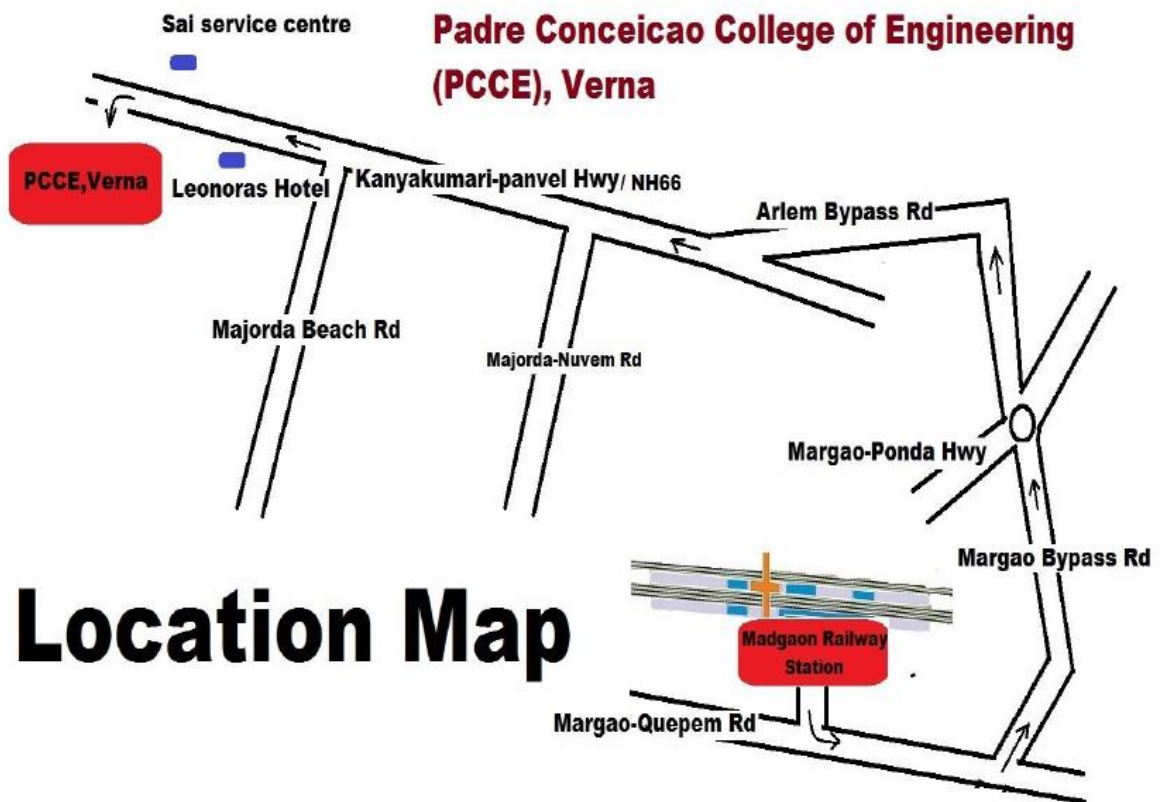 Sai service centre
Padre Conceicao College of Engineering
(PCCE), Verna
PCCE,Verna
Leonoras Hotel
Kanyakumari-panvel Hwy/ NH66
Arlem Bypass Rd
Majorda Beach Rd
Majorda-Nuvem Rd
Margao-Ponda Hwy
Margao Bypass Rd
Location Map
Madgaon Railway
Station
Margao-Quepem Rd